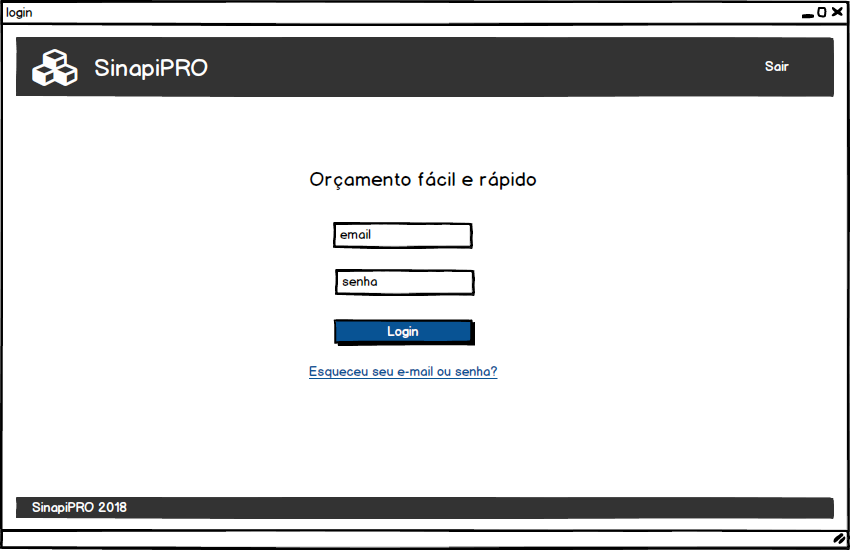 login
SinapiPRO
Sair
Orçamento fácil e rápido
email
senha
Login
Esqueceu seu e-mail ou senha?
SinapiPRO 2018